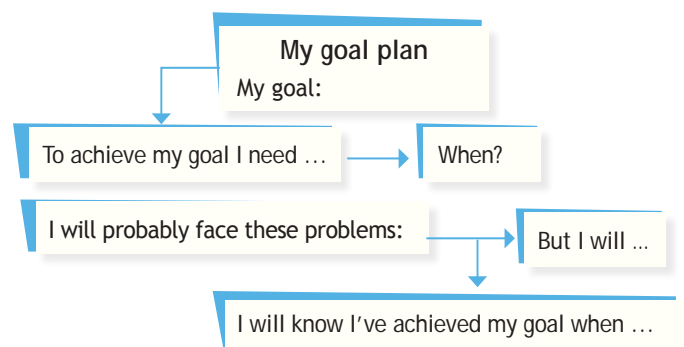 My goal plan
My goal:
To achieve my goal I need …
When?
I will probably face these problems:
But I will ...
I will know I've achieved my goal when …